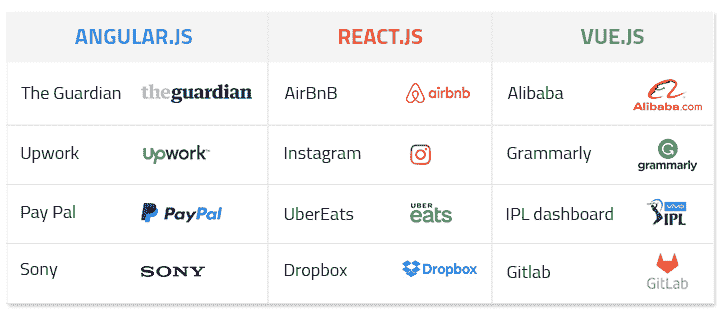 ANGULAR.JS REACT.JS VUE.JS
The Guardian theguardian AirBnB airbnb Alibaba Alibaba.com
Upwork Upwork™ Instagram Grammarly grammarly
Pay Pal PayPal UberEats UBER eats IPL dashboard VIVO IPL
Sony SONY Dropbox Dropbox Gitlab GitLab